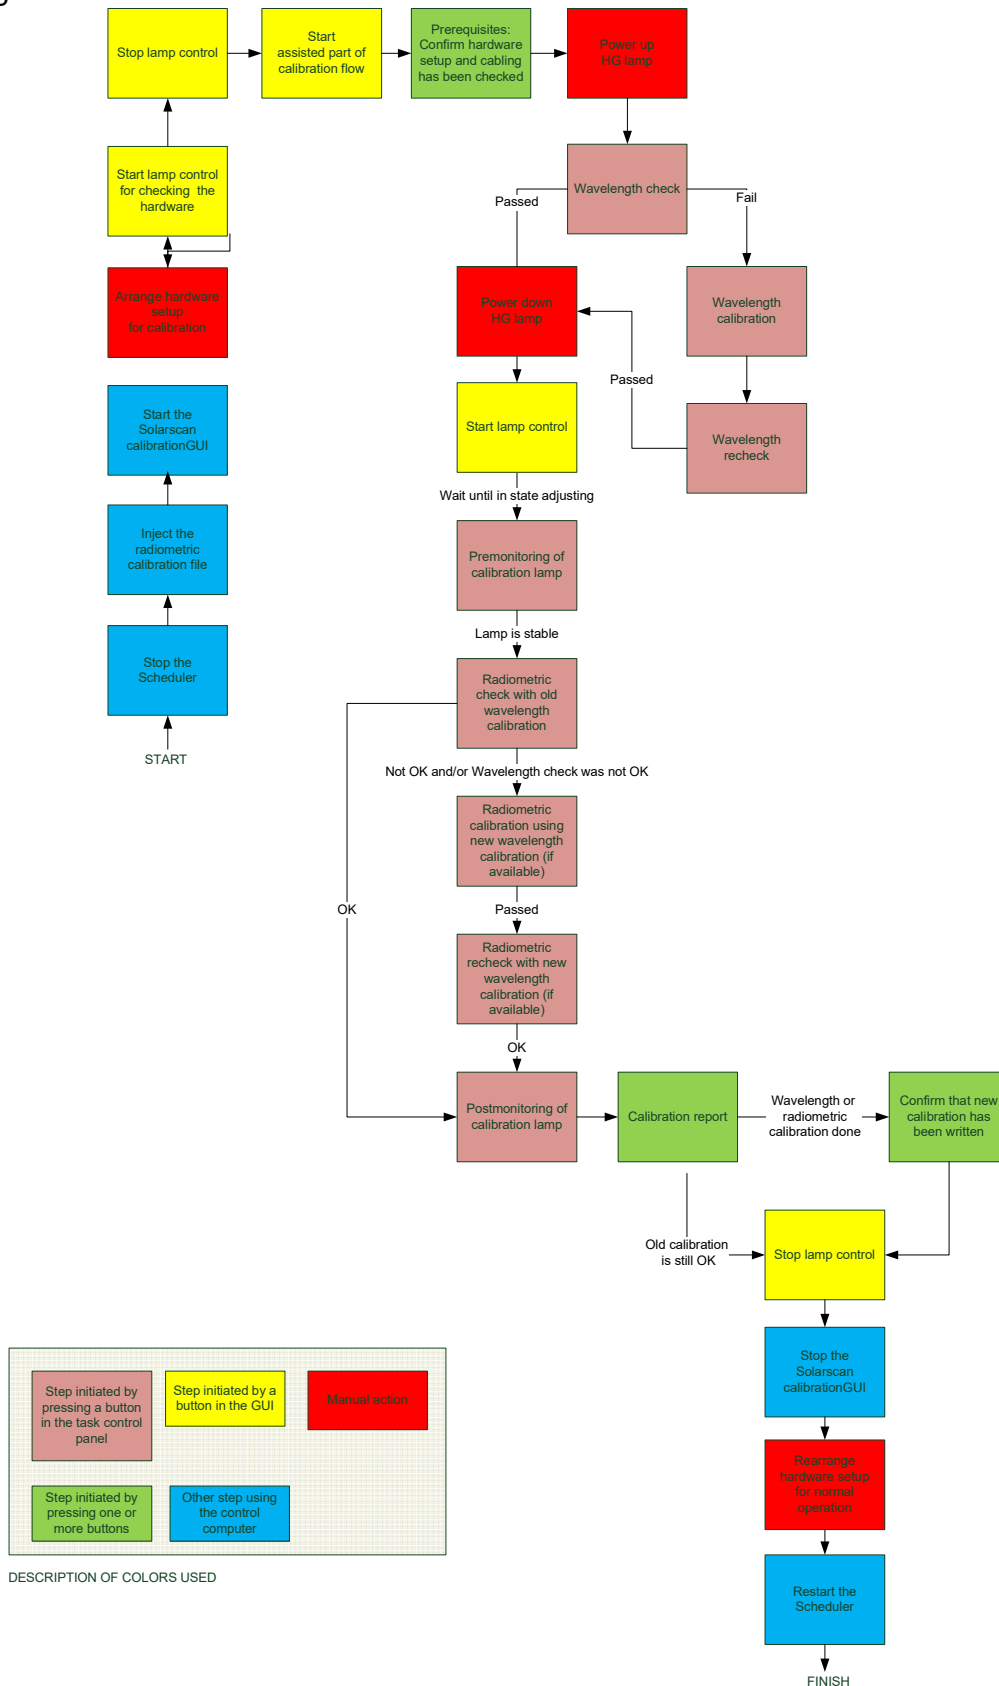 Stop lamp control
Start
assisted part of
calibration flow
Prerequisites:
Confirm hardware
setup and cabling
has been checked
Power up
HG lamp
Start lamp control
for checking the
hardware
Wavelength check
Passed
Fail
Arrange hardware
setup
for calibration
Power down
HG lamp
Wavelength
calibration
Passed
Start the
Solarscan
calibrationGUI
Start lamp control
Wavelength
recheck
Wait until in state adjusting
Inject the
radiometric
calibration file
Premonitoring of
calibration lamp
Lamp is stable
Stop the
Scheduler
Radiometric
check with old
wavelength
calibration
START
Not OK and/or Wavelength check was not OK
Radiometric
calibration using
new wavelength
calibration (if
available)
OK
Passed
Radiometric
recheck with new
wavelength
calibration (if
available)
OK
Postmonitoring of
calibration lamp
Calibration report
Wavelength or
radiometric
calibration done
Confirm that new
calibration has
been written
Old calibration
is still OK
Stop lamp control
Stop the
Solarscan
calibrationGUI
Rearrange
hardware setup
for normal
operation
Restart the
Scheduler
FINISH
Step initiated by
pressing a button
in the task control
panel
Step initiated by a
button in the GUI
Manual action
Step initiated by
pressing one or
more buttons
Other step using
the control
computer
DESCRIPTION OF COLORS USED